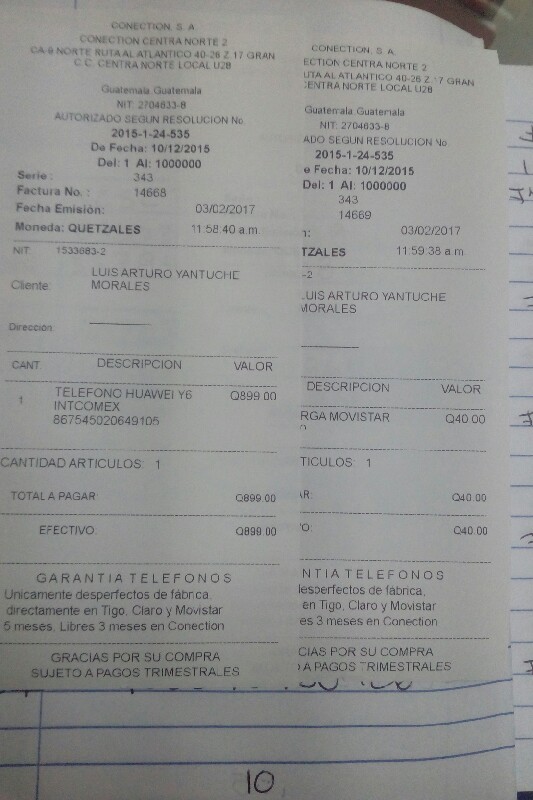 CONECTION, S. A.
CONECTION CENTRA NORTE 2
CA-9 NORTE RUTA AL ATLANTICO 40-26 Z.17 GRAN
C.C. CENTRA NORTE LOCAL U28
Guatemala,Guatemala
NIT: 2704633-8
AUTORIZADO SEGUN RESOLUCION No.
2015-1-24-535
De Fecha: 10/12/2015
Del: 1 Al: 1000000
Serie : 343
Factura No. : 14668
Fecha Emisión: 03/02/2017
Moneda: QUETZALES 11:58:40 a.m.
NIT: 1533683-2
Cliente: LUIS ARTURO YANTUCHE
MORALES
Dirección:
CANT. DESCRIPCION VALOR
1 TELEFONO HUAWEI Y6 Q899.00
INTCOMEX
867545020649105
CANTIDAD ARTICULOS: 1
TOTAL A PAGAR: Q899.00
EFECTIVO: Q899.00
GARANTIA TELEFONOS
Unicamente desperfectos de fábrica,
directamente en Tigo, Claro y Movistar
5 meses. Libres 3 meses en Conection
GRACIAS POR SU COMPRA
SUJETO A PAGOS TRIMESTRALES
CONECTION, S. A.
ECTION CENTRA NORTE 2
UTA AL ATLANTICO 40-26 Z.17 GRAN
ENTRA NORTE LOCAL U28
Guatemala,Guatemala
NIT: 2704633-8
ADO SEGUN RESOLUCION No.
2015-1-24-535
e Fecha: 10/12/2015
Del: 1 Al: 1000000
343
14669
: 03/02/2017
TZALES 11:59:38 a.m.
-2
LUIS ARTURO YANTUCHE
MORALES
DESCRIPCION VALOR
RGA MOVISTAR Q40.00
TICULOS: 1
AR: Q40.00
O: Q40.00
NTIA TELEFONOS
desperfectos de fábrica,
en Tigo, Claro y Movistar
es 3 meses en Conection
CIAS POR SU COMPRA
A PAGOS TRIMESTRALES
10